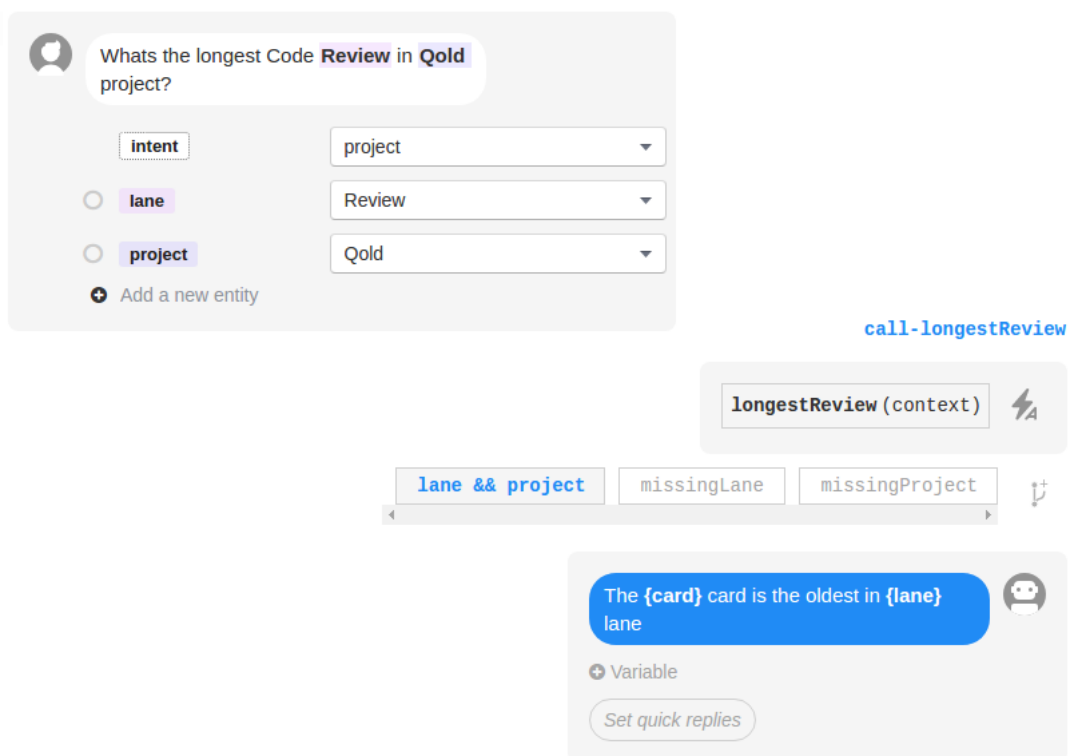 Whats the longest Code Review in Qold
project?
intent
project
lane
Review
project
Qold
Add a new entity
call-longestReview
longestReview(context)
A
lane && project
missingLane
missingProject
The {card} card is the oldest in {lane}
lane
Variable
Set quick replies